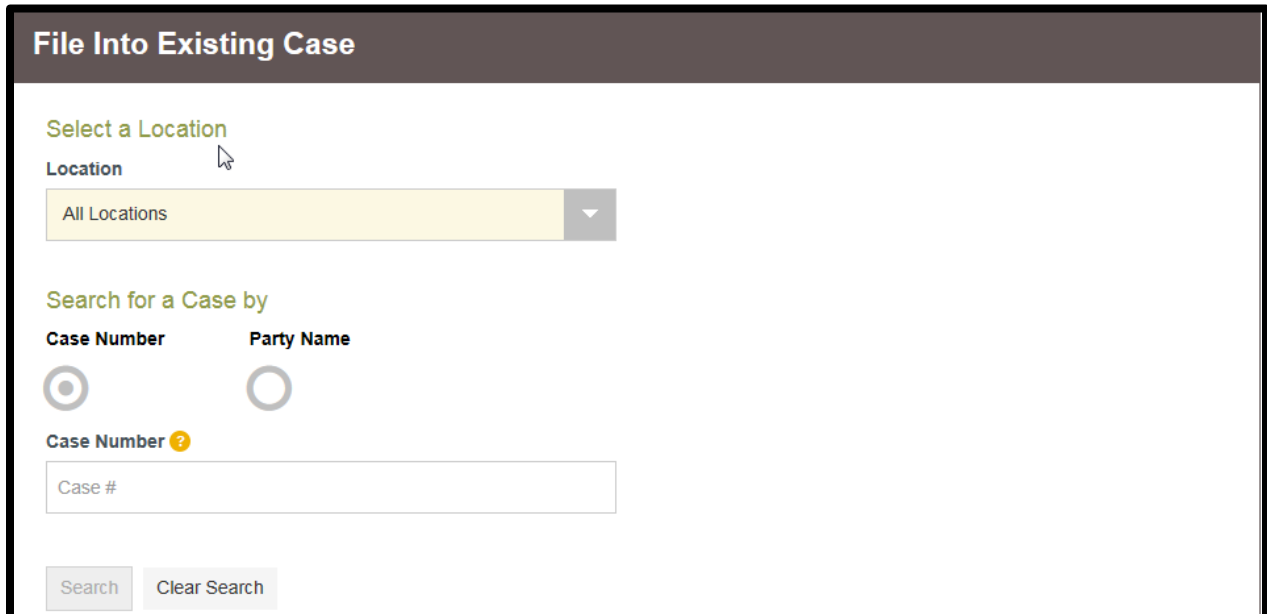 File Into Existing Case
Select a Location
Location
All Locations
Search for a Case by
Case Number Party Name
Case Number ?
Case #
Search Clear Search